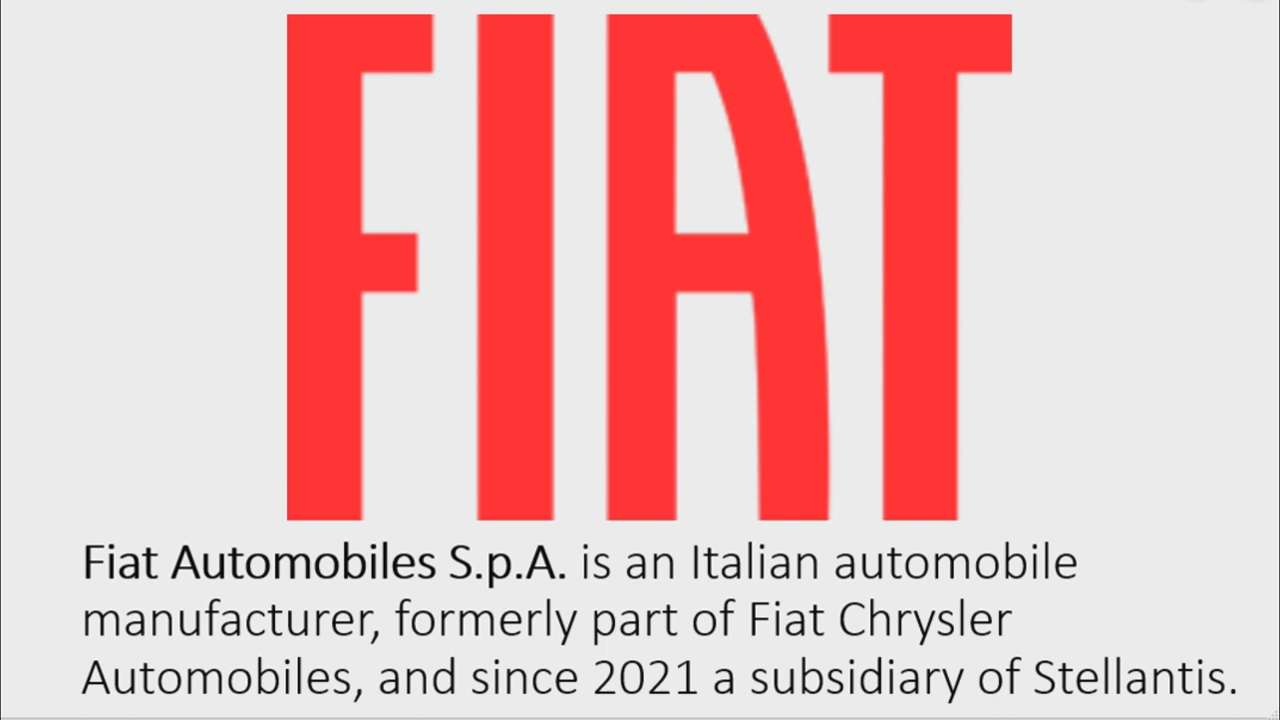 FIAT
Fiat Automobiles S.p.A. is an Italian automobile
manufacturer, formerly part of Fiat Chrysler
Automobiles, and since 2021 a subsidiary of Stellantis.